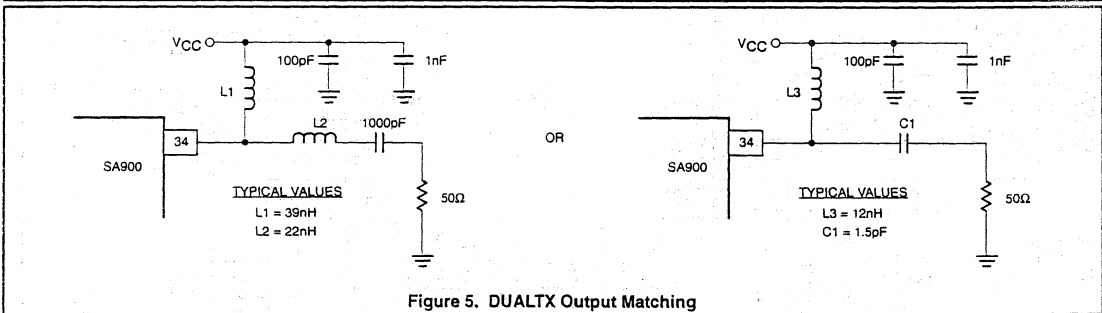 VCC
100pF
1nF
L1
L2
1000pF
34
SA900
50Ω
TYPICAL VALUES
L1 = 39nH
L2 = 22nH
OR
VCC
100pF
1nF
L3
C1
34
SA900
50Ω
TYPICAL VALUES
L3 = 12nH
C1 = 1.5pF
Figure 5. DUALTX Output Matching